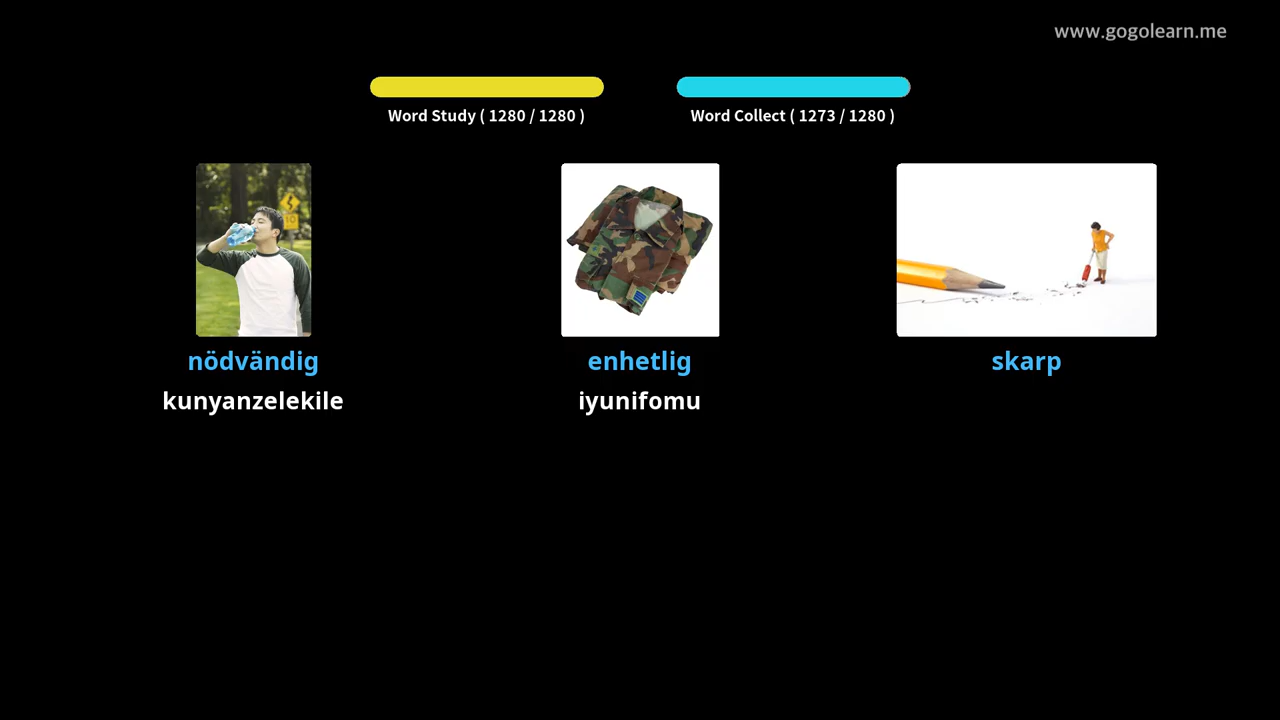 www.gogolearn.me
Word Study ( 1280 / 1280 )
Word Collect ( 1273 / 1280 )
nödvändig
kunyanzelekile
enhetlig
iyunifomu
skarp